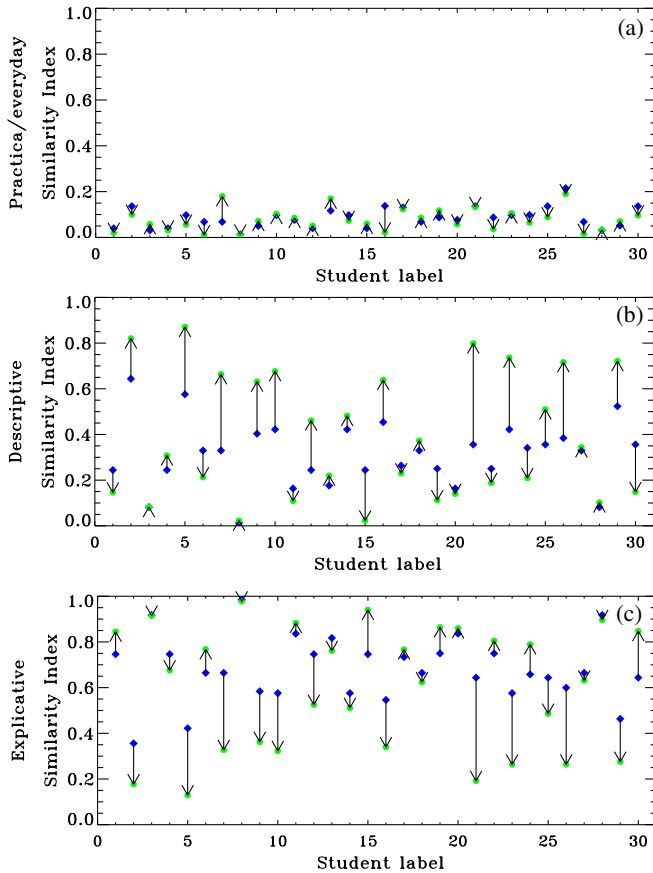 (a)
Practica/everyday
Similarity Index
1.0
0.8
0.6
0.4
0.2
0.0
0 5 10 15 20 25 30
Student label
(b)
Descriptive
Similarity Index
1.0
0.8
0.6
0.4
0.2
0.0
0 5 10 15 20 25 30
Student label
(c)
Explicative
Similarity Index
1.0
0.8
0.6
0.4
0.2
0.0
0 5 10 15 20 25 30
Student label